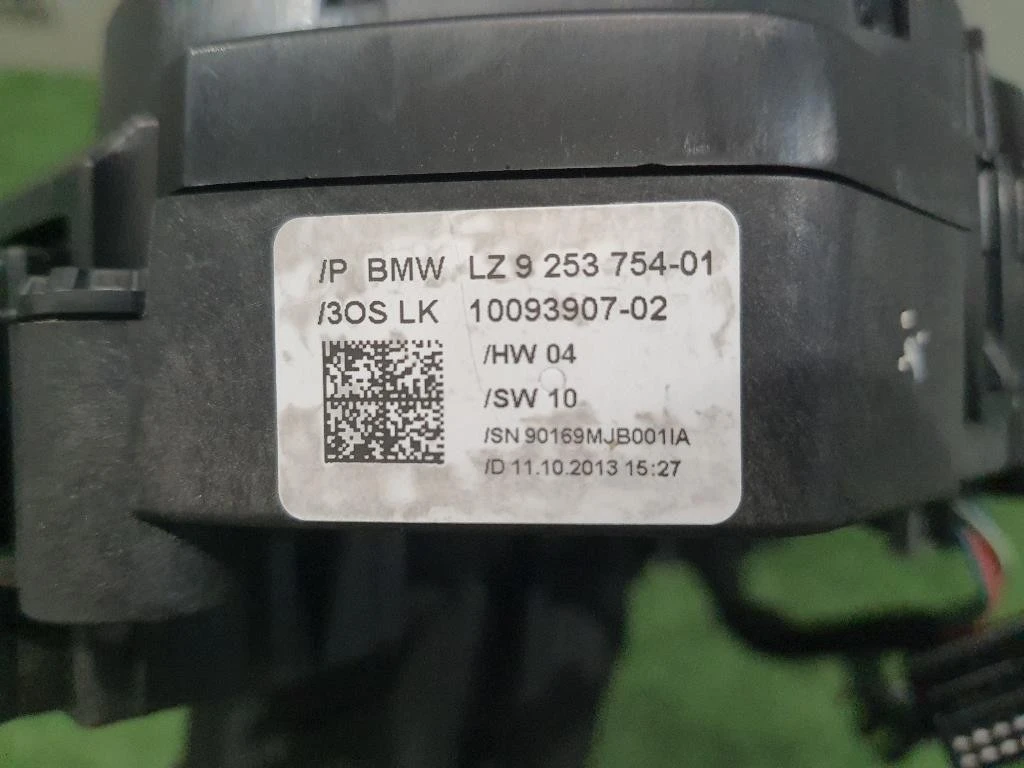 /P BMW LZ 9 253 754-01
/3OS LK 10093907-02
/HW 04
/SW 10
/SN 90169MJB001IA
/D 11.10.2013 15:27